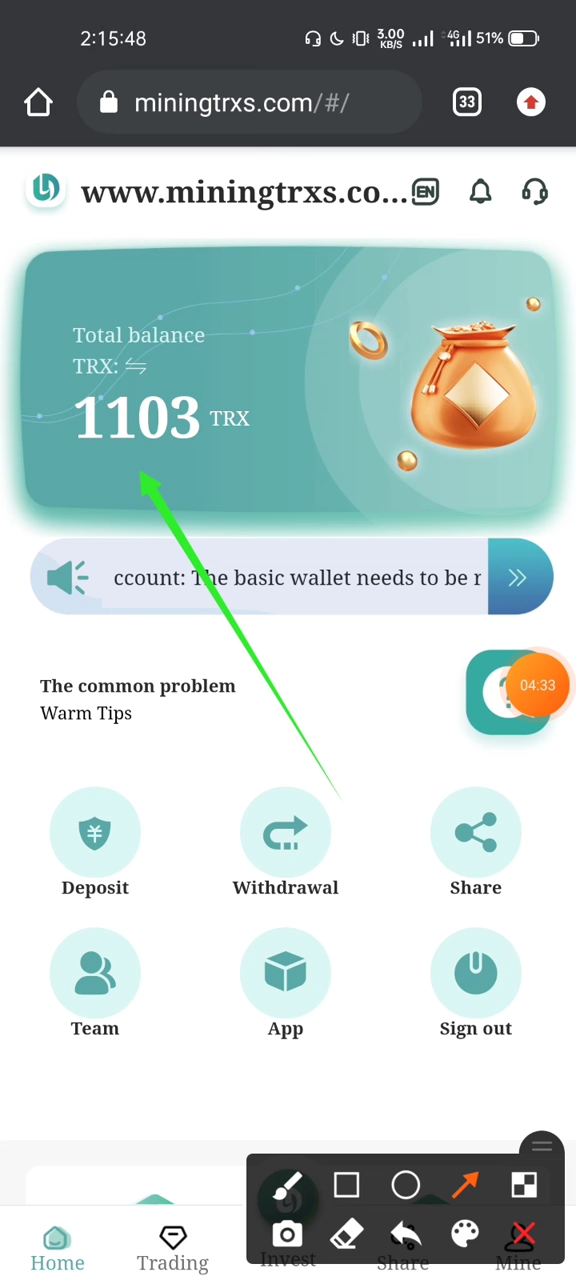 2:15:48
3.00
KB/S
4G
51%
miningtrxs.com/#/
33
www.miningtrxs.co...
EN
Total balance
TRX:
1103 TRX
ccount: The basic wallet needs to be r
The common problem
Warm Tips
04:33
Deposit
Withdrawal
Share
Team
App
Sign out
Home
Trading
Invest
Share
Mine